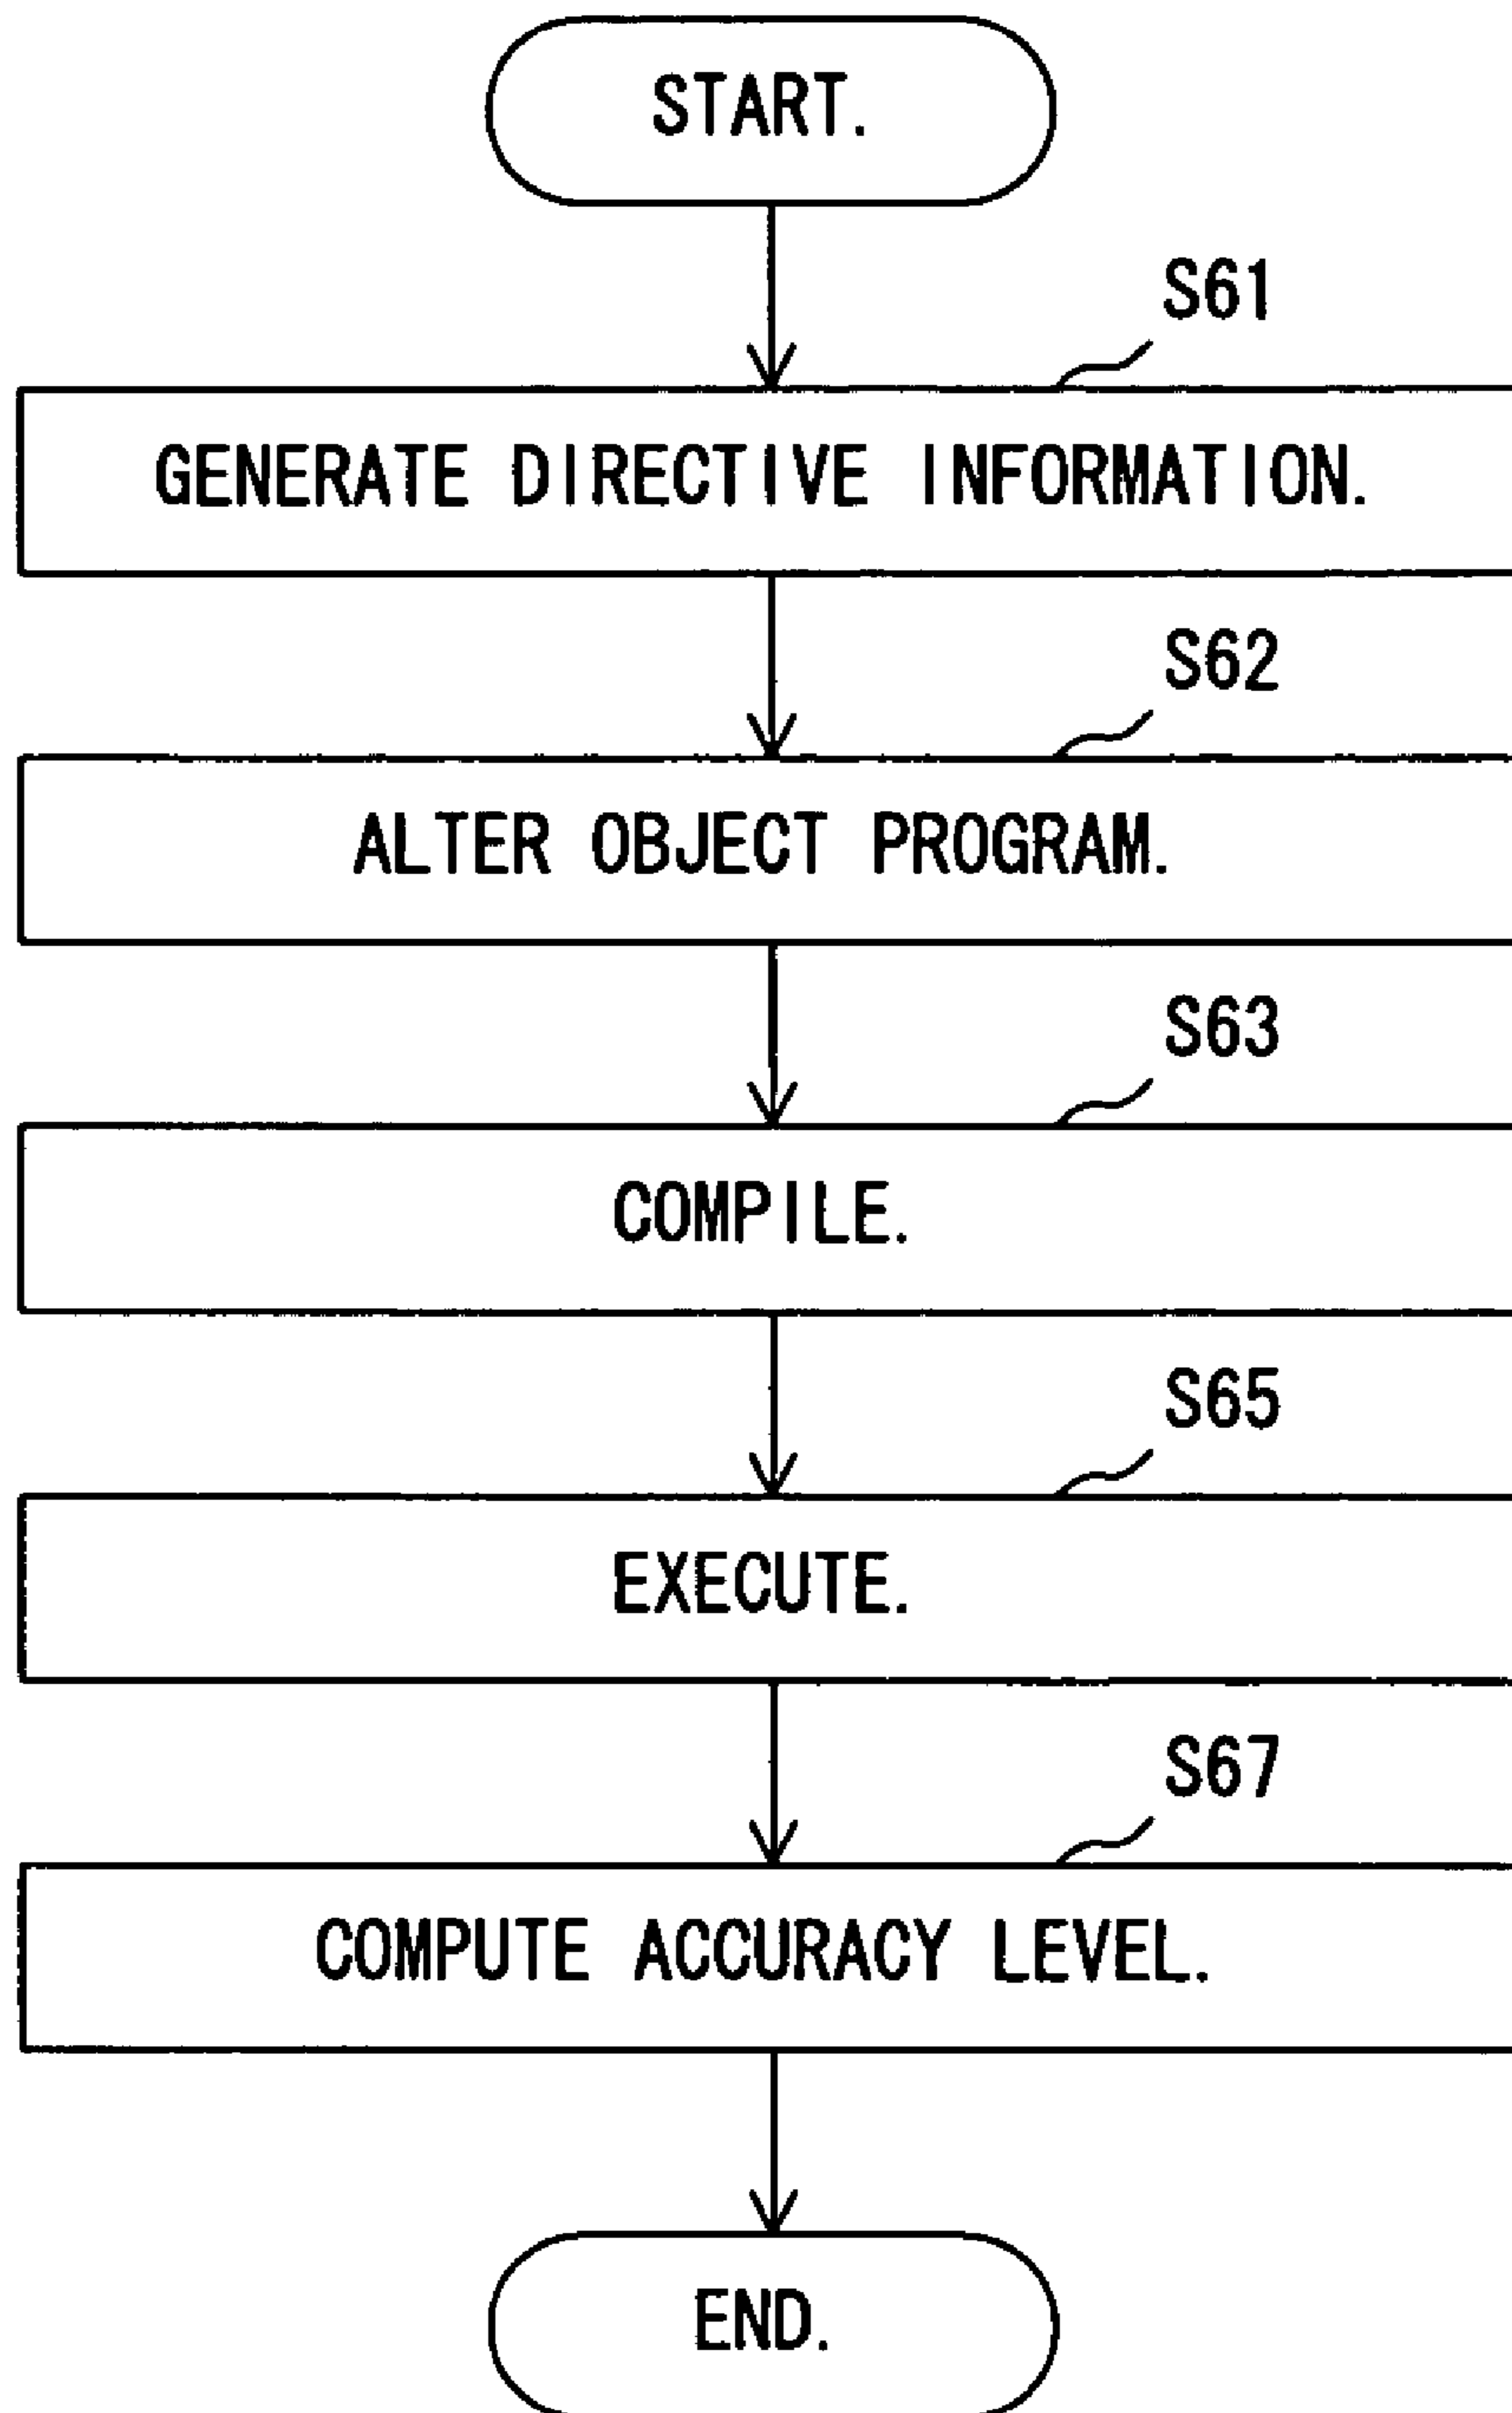 START.
S61
GENERATE DIRECTIVE INFORMATION.
S62
ALTER OBJECT PROGRAM.
S63
COMPILE.
S65
EXECUTE.
S67
COMPUTE ACCURACY LEVEL.
END.